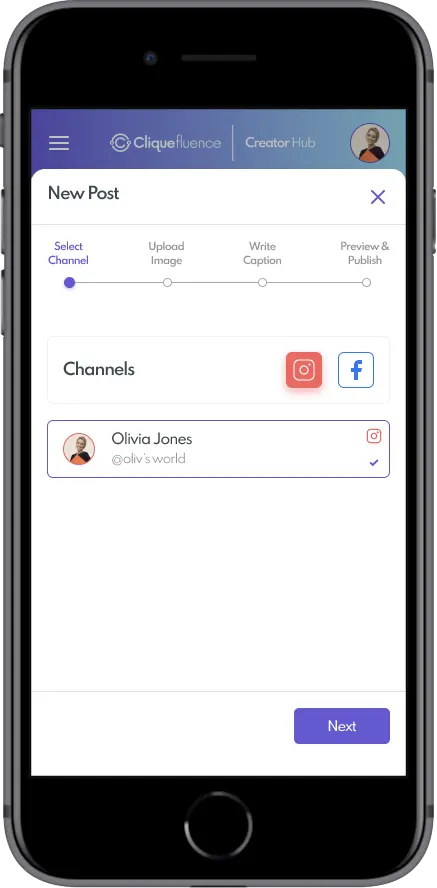 Cliquefluence | Creator Hub
New Post
Select Channel
Upload Image
Write Caption
Preview & Publish
Channels
Olivia Jones
@oliv's world
Next